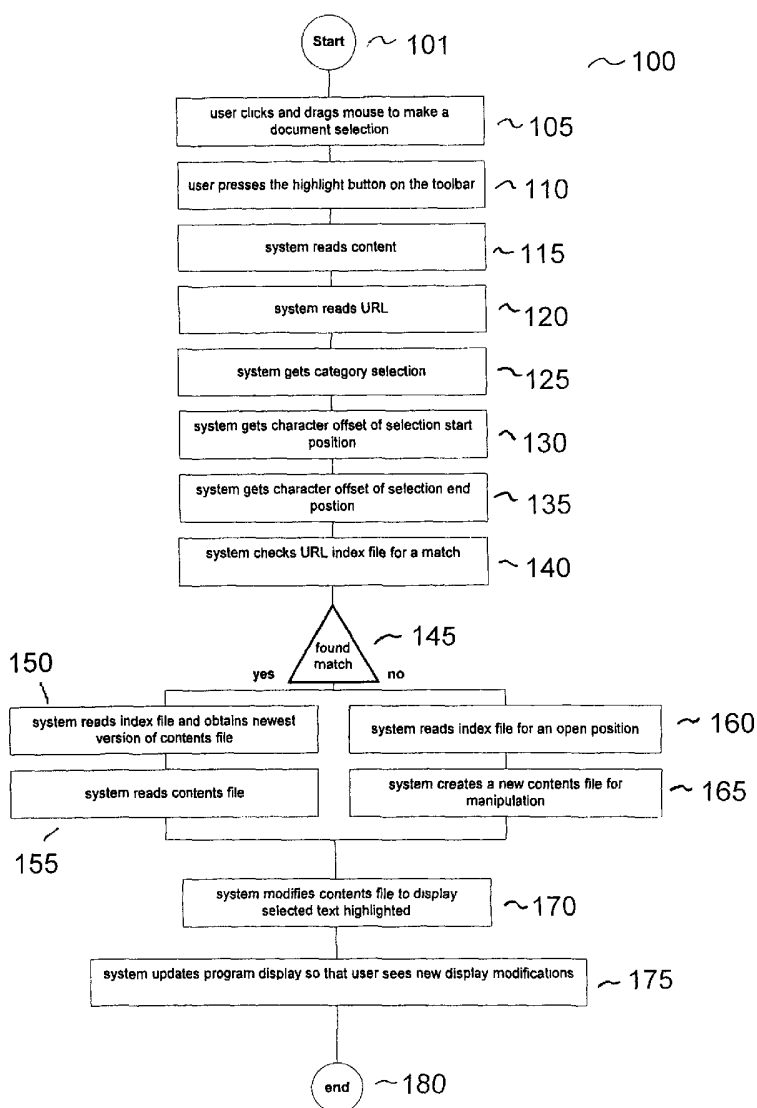 Start
101
100
user clicks and drags mouse to make a
document selection
105
user presses the highlight button on the toolbar
110
system reads content
115
system reads URL
120
system gets category selection
125
system gets character offset of selection start
position
130
system gets character offset of selection end
postion
135
system checks URL index file for a match
140
found
match
145
yes
no
150
system reads index file and obtains newest
version of contents file
system reads index file for an open position
160
system reads contents file
155
system creates a new contents file for
manipulation
165
system modifies contents file to display
selected text highlighted
170
system updates program display so that user sees new display modifications
175
end
180